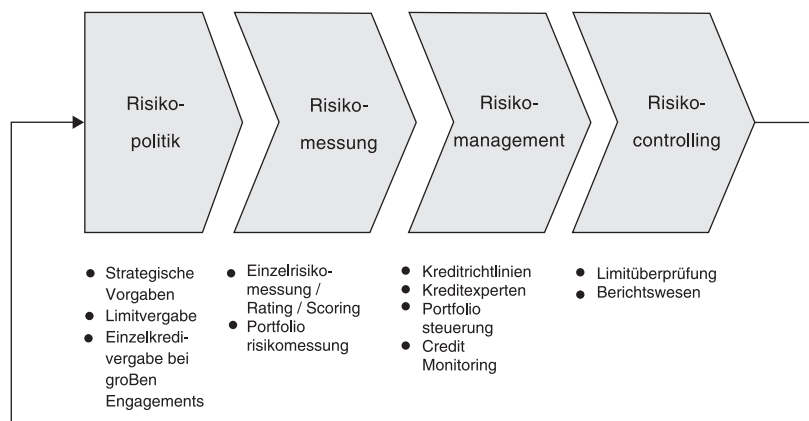 Risiko-
politik
Risiko-
messung
Risiko-
management
Risiko-
controlling
● Strategische
Vorgaben
● Limitvergabe
● Einzelkredi-
vergabe bei
groBen
Engagements
● Einzelrisiko-
messung /
Rating / Scoring
● Portfolio
risikomessung
● Kreditrichtlinien
● Kreditexperten
● Portfolio
steuerung
● Credit
Monitoring
● Limitüberprüfung
● Berichtswesen